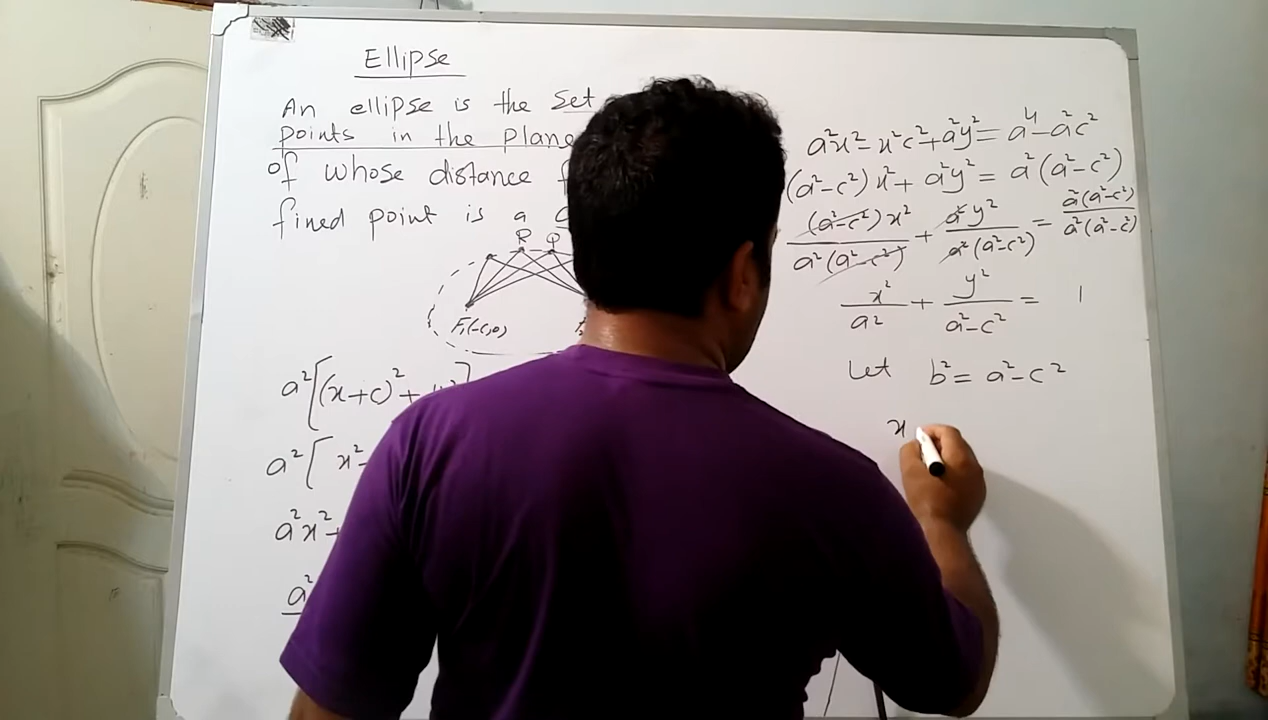 Ellipse
An ellipse is the set
points in the plane
of whose distance
fined point is a
R Q
F₁(-c,0)
a²[(x+c)²+
a²[x²
a²x²+
a²
a²x²=x²c²+a²y²=a⁴-a²c²
(a²-c²)x²+a²y²=a²(a²-c²)
(a²-c²)x²/a²(a²-c²) + a²y²/a²(a²-c²) = a²(a²-c²)/a²(a²-c²)
x²/a² + y²/a²-c² = 1
Let b²=a²-c²
x